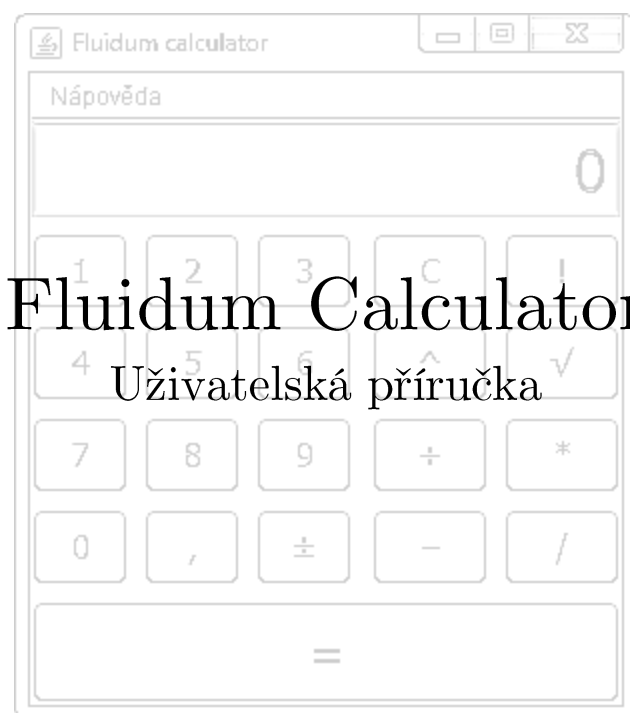 Fluidum calculator
Nápověda
0
1 2 3 C !
Fluidum Calculator
4 5 6 ^ √
Uživatelská příručka
7 8 9 ÷ *
0 , ± − /
=